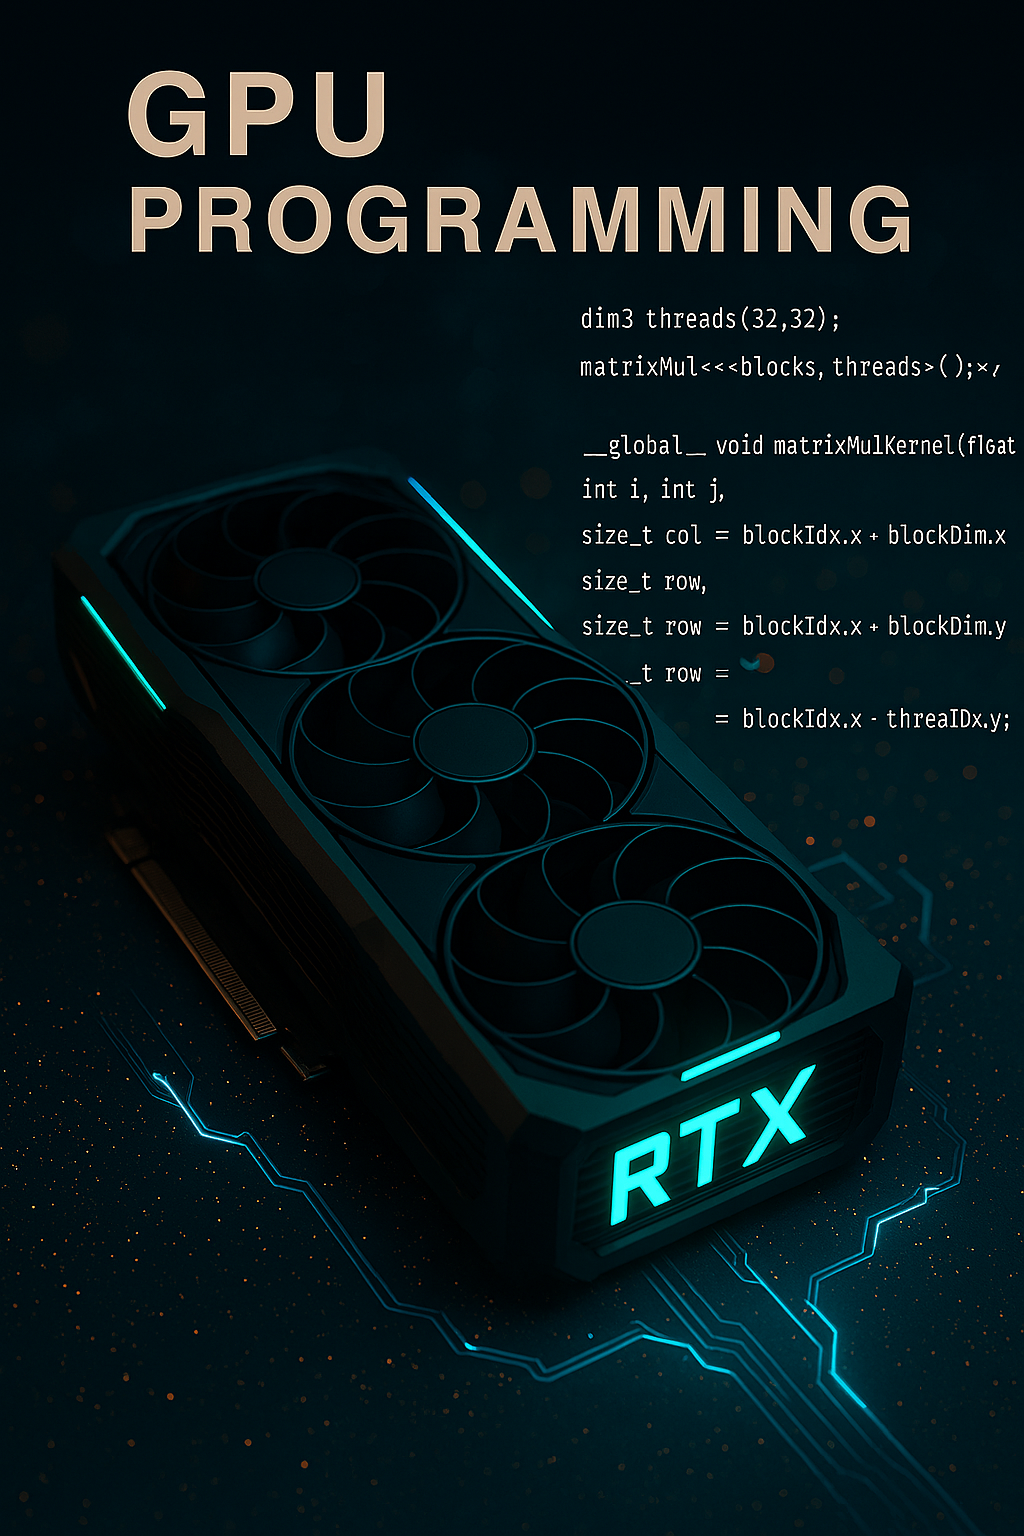 GPU
PROGRAMMING
dim3 threads(32,32);
matrixMul<<<blocks, threads>();×,
__global__ void matrixMulKernel(flGat
int i, int j,
size_t col = blockIdx.x + blockDim.x
size_t row,
size_t row = blockIdx.x + blockDim.y
_t row =
= blockIdx.x - threaIDx.y;
RTX